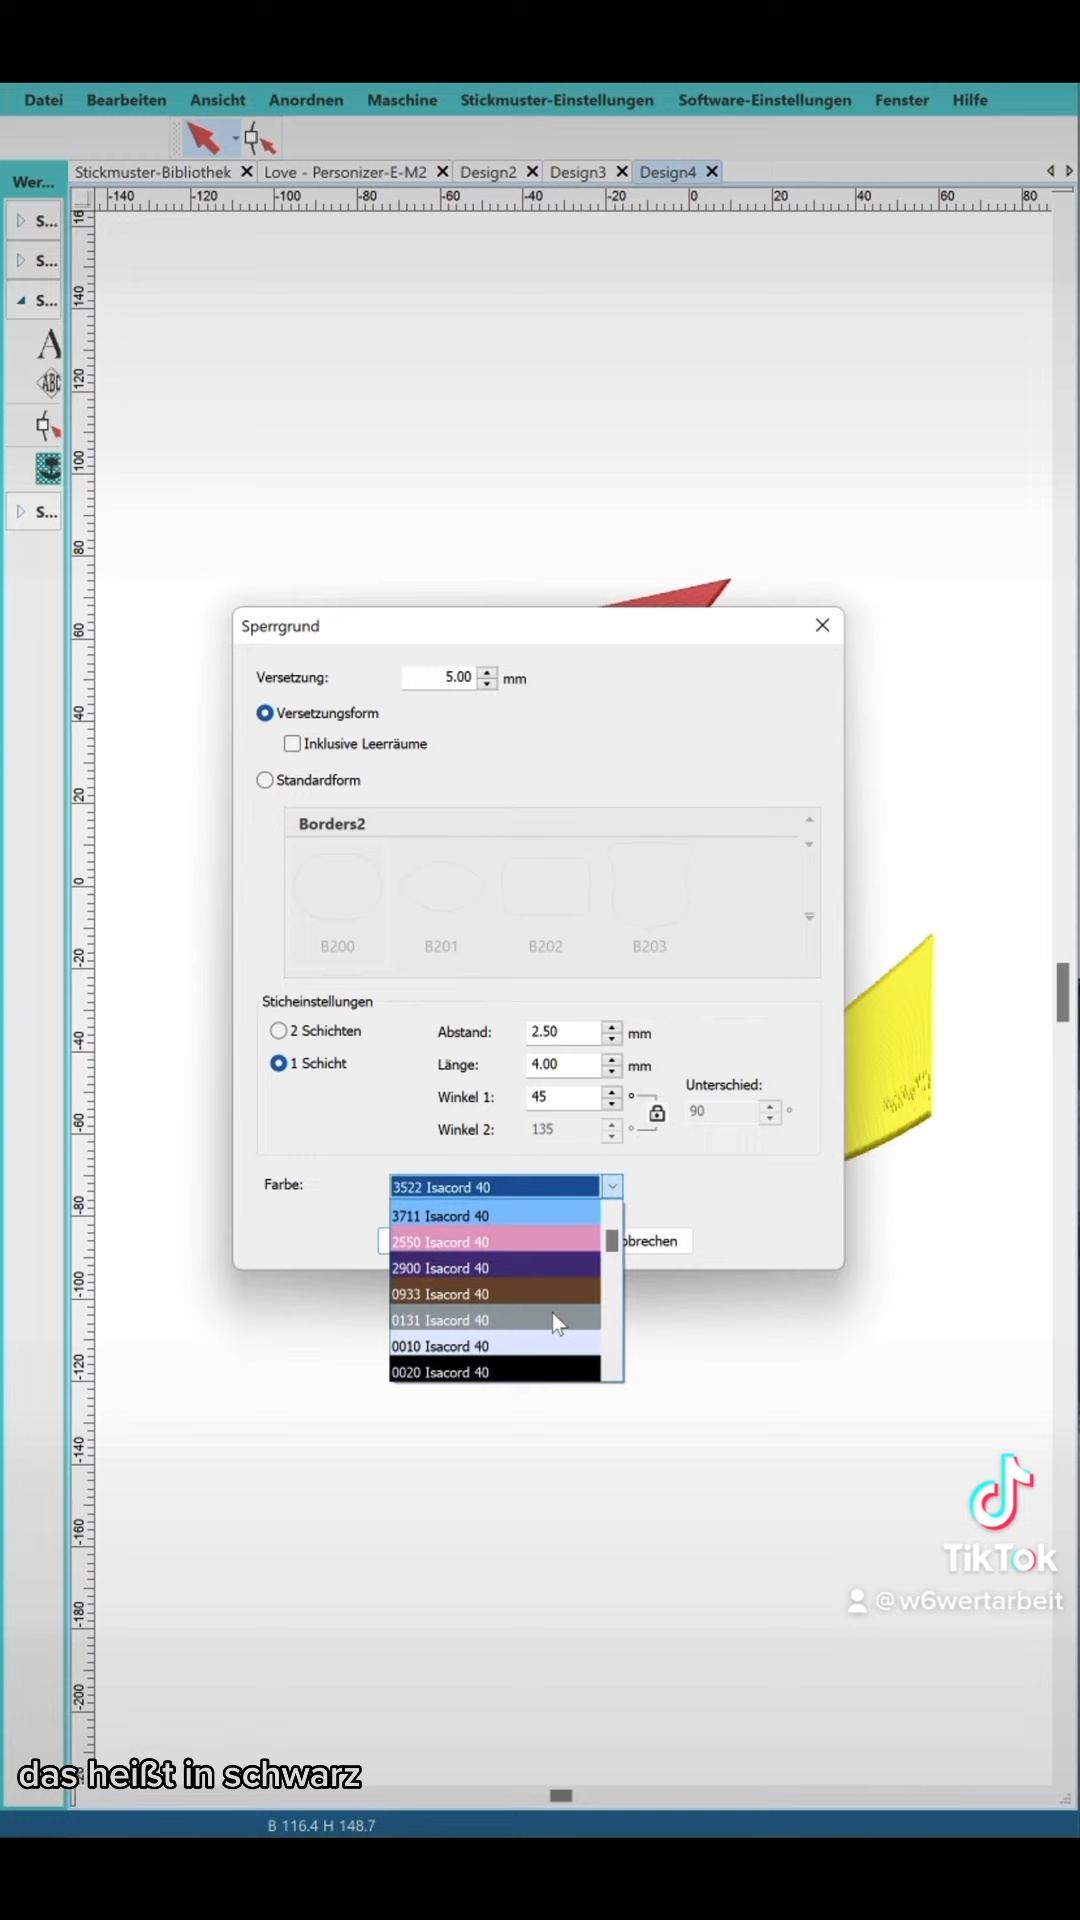 Datei Bearbeiten Ansicht Anordnen Maschine Stickmuster-Einstellungen Software-Einstellungen Fenster Hilfe
Stickmuster-Bibliothek Love - Personizer-E-M2 Design2 Design3 Design4
Wer...
-140 -120 -100 -80 -60 -40 -20 0 20 40 60 80
S...
S...
S...
A
ABC
S...
140
120
100
80
60
40
20
0
-20
-40
-60
-80
-100
-120
-140
-160
-180
-200
Sperrgrund
Versetzung: 5.00 mm
Versetzungsform
Inklusive Leerräume
Standardform
Borders2
B200 B201 B202 B203
Sticheinstellungen
2 Schichten Abstand: 2.50 mm
1 Schicht Länge: 4.00 mm
Unterschied:
Winkel 1: 45 ° 90 °
Winkel 2: 135 °
Farbe: 3522 Isacord 40
3711 Isacord 40
2550 Isacord 40
bbrechen
2900 Isacord 40
0933 Isacord 40
0131 Isacord 40
0010 Isacord 40
0020 Isacord 40
TikTok
@w6wertarbeit
das heißt in schwarz
B 116.4 H 148.7